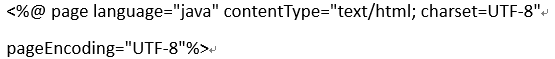 <%@ page language="java" contentType="text/html; charset=UTF-8"
pageEncoding="UTF-8"%>